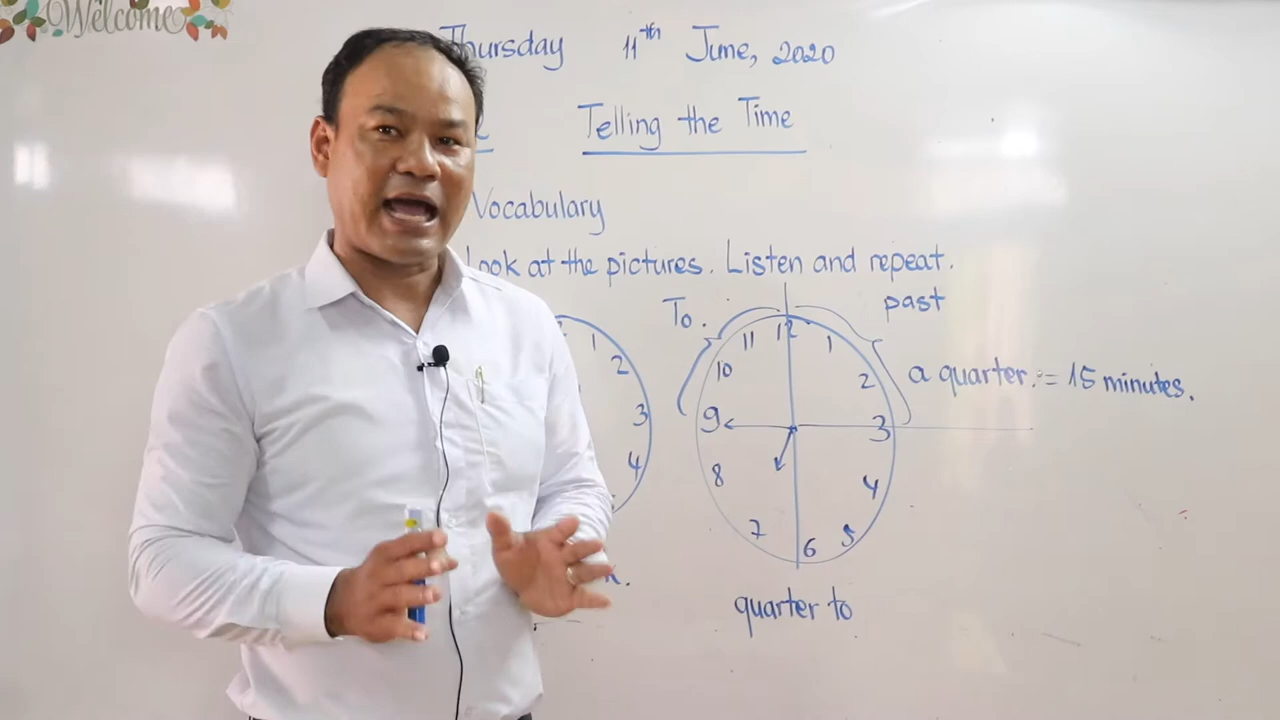 Welcome
Thursday 11th June, 2020
Telling the Time
Vocabulary
Look at the pictures. Listen and repeat.
To.
past
12
11
1
1
10
2
2
a quarter. = 15 minutes.
3
9
3
4
8
4
7
5
6
quarter to